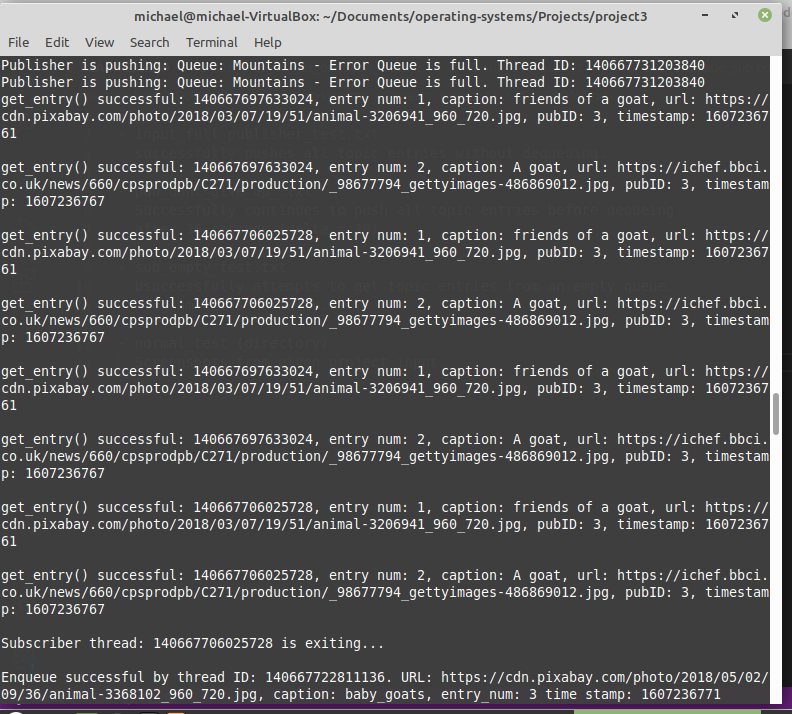 michael@michael-VirtualBox: ~/Documents/operating-systems/Projects/project3
File Edit View Search Terminal Help
Publisher is pushing: Queue: Mountains - Error Queue is full. Thread ID: 140667731203840
Publisher is pushing: Queue: Mountains - Error Queue is full. Thread ID: 140667731203840
get_entry() successful: 140667697633024, entry num: 1, caption: friends of a goat, url: https://
cdn.pixabay.com/photo/2018/03/07/19/51/animal-3206941_960_720.jpg, pubID: 3, timestamp: 16072367
61
get_entry() successful: 140667697633024, entry num: 2, caption: A goat, url: https://ichef.bbci.
co.uk/news/660/cpsprodpb/C271/production/_98677794_gettyimages-486869012.jpg, pubID: 3, timestam
p: 1607236767
get_entry() successful: 140667706025728, entry num: 1, caption: friends of a goat, url: https://
cdn.pixabay.com/photo/2018/03/07/19/51/animal-3206941_960_720.jpg, pubID: 3, timestamp: 16072367
61
get_entry() successful: 140667706025728, entry num: 2, caption: A goat, url: https://ichef.bbci.
co.uk/news/660/cpsprodpb/C271/production/_98677794_gettyimages-486869012.jpg, pubID: 3, timestam
p: 1607236767
get_entry() successful: 140667697633024, entry num: 1, caption: friends of a goat, url: https://
cdn.pixabay.com/photo/2018/03/07/19/51/animal-3206941_960_720.jpg, pubID: 3, timestamp: 16072367
61
get_entry() successful: 140667697633024, entry num: 2, caption: A goat, url: https://ichef.bbci.
co.uk/news/660/cpsprodpb/C271/production/_98677794_gettyimages-486869012.jpg, pubID: 3, timestam
p: 1607236767
get_entry() successful: 140667706025728, entry num: 1, caption: friends of a goat, url: https://
cdn.pixabay.com/photo/2018/03/07/19/51/animal-3206941_960_720.jpg, pubID: 3, timestamp: 16072367
61
get_entry() successful: 140667706025728, entry num: 2, caption: A goat, url: https://ichef.bbci.
co.uk/news/660/cpsprodpb/C271/production/_98677794_gettyimages-486869012.jpg, pubID: 3, timestam
p: 1607236767
Subscriber thread: 140667706025728 is exiting...
Enqueue successful by thread ID: 140667722811136. URL: https://cdn.pixabay.com/photo/2018/05/02/
09/36/animal-3368102_960_720.jpg, caption: baby_goats, entry_num: 3 time stamp: 1607236771